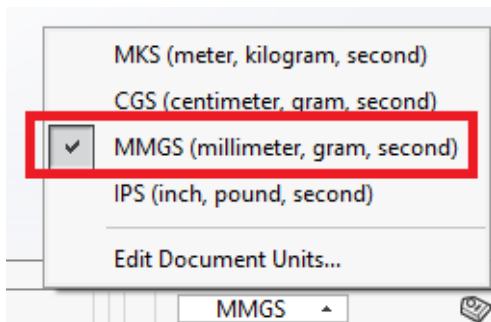 MKS (meter, kilogram, second)
CGS (centimeter, gram, second)
MMGS (millimeter, gram, second)
IPS (inch, pound, second)
Edit Document Units...
MMGS